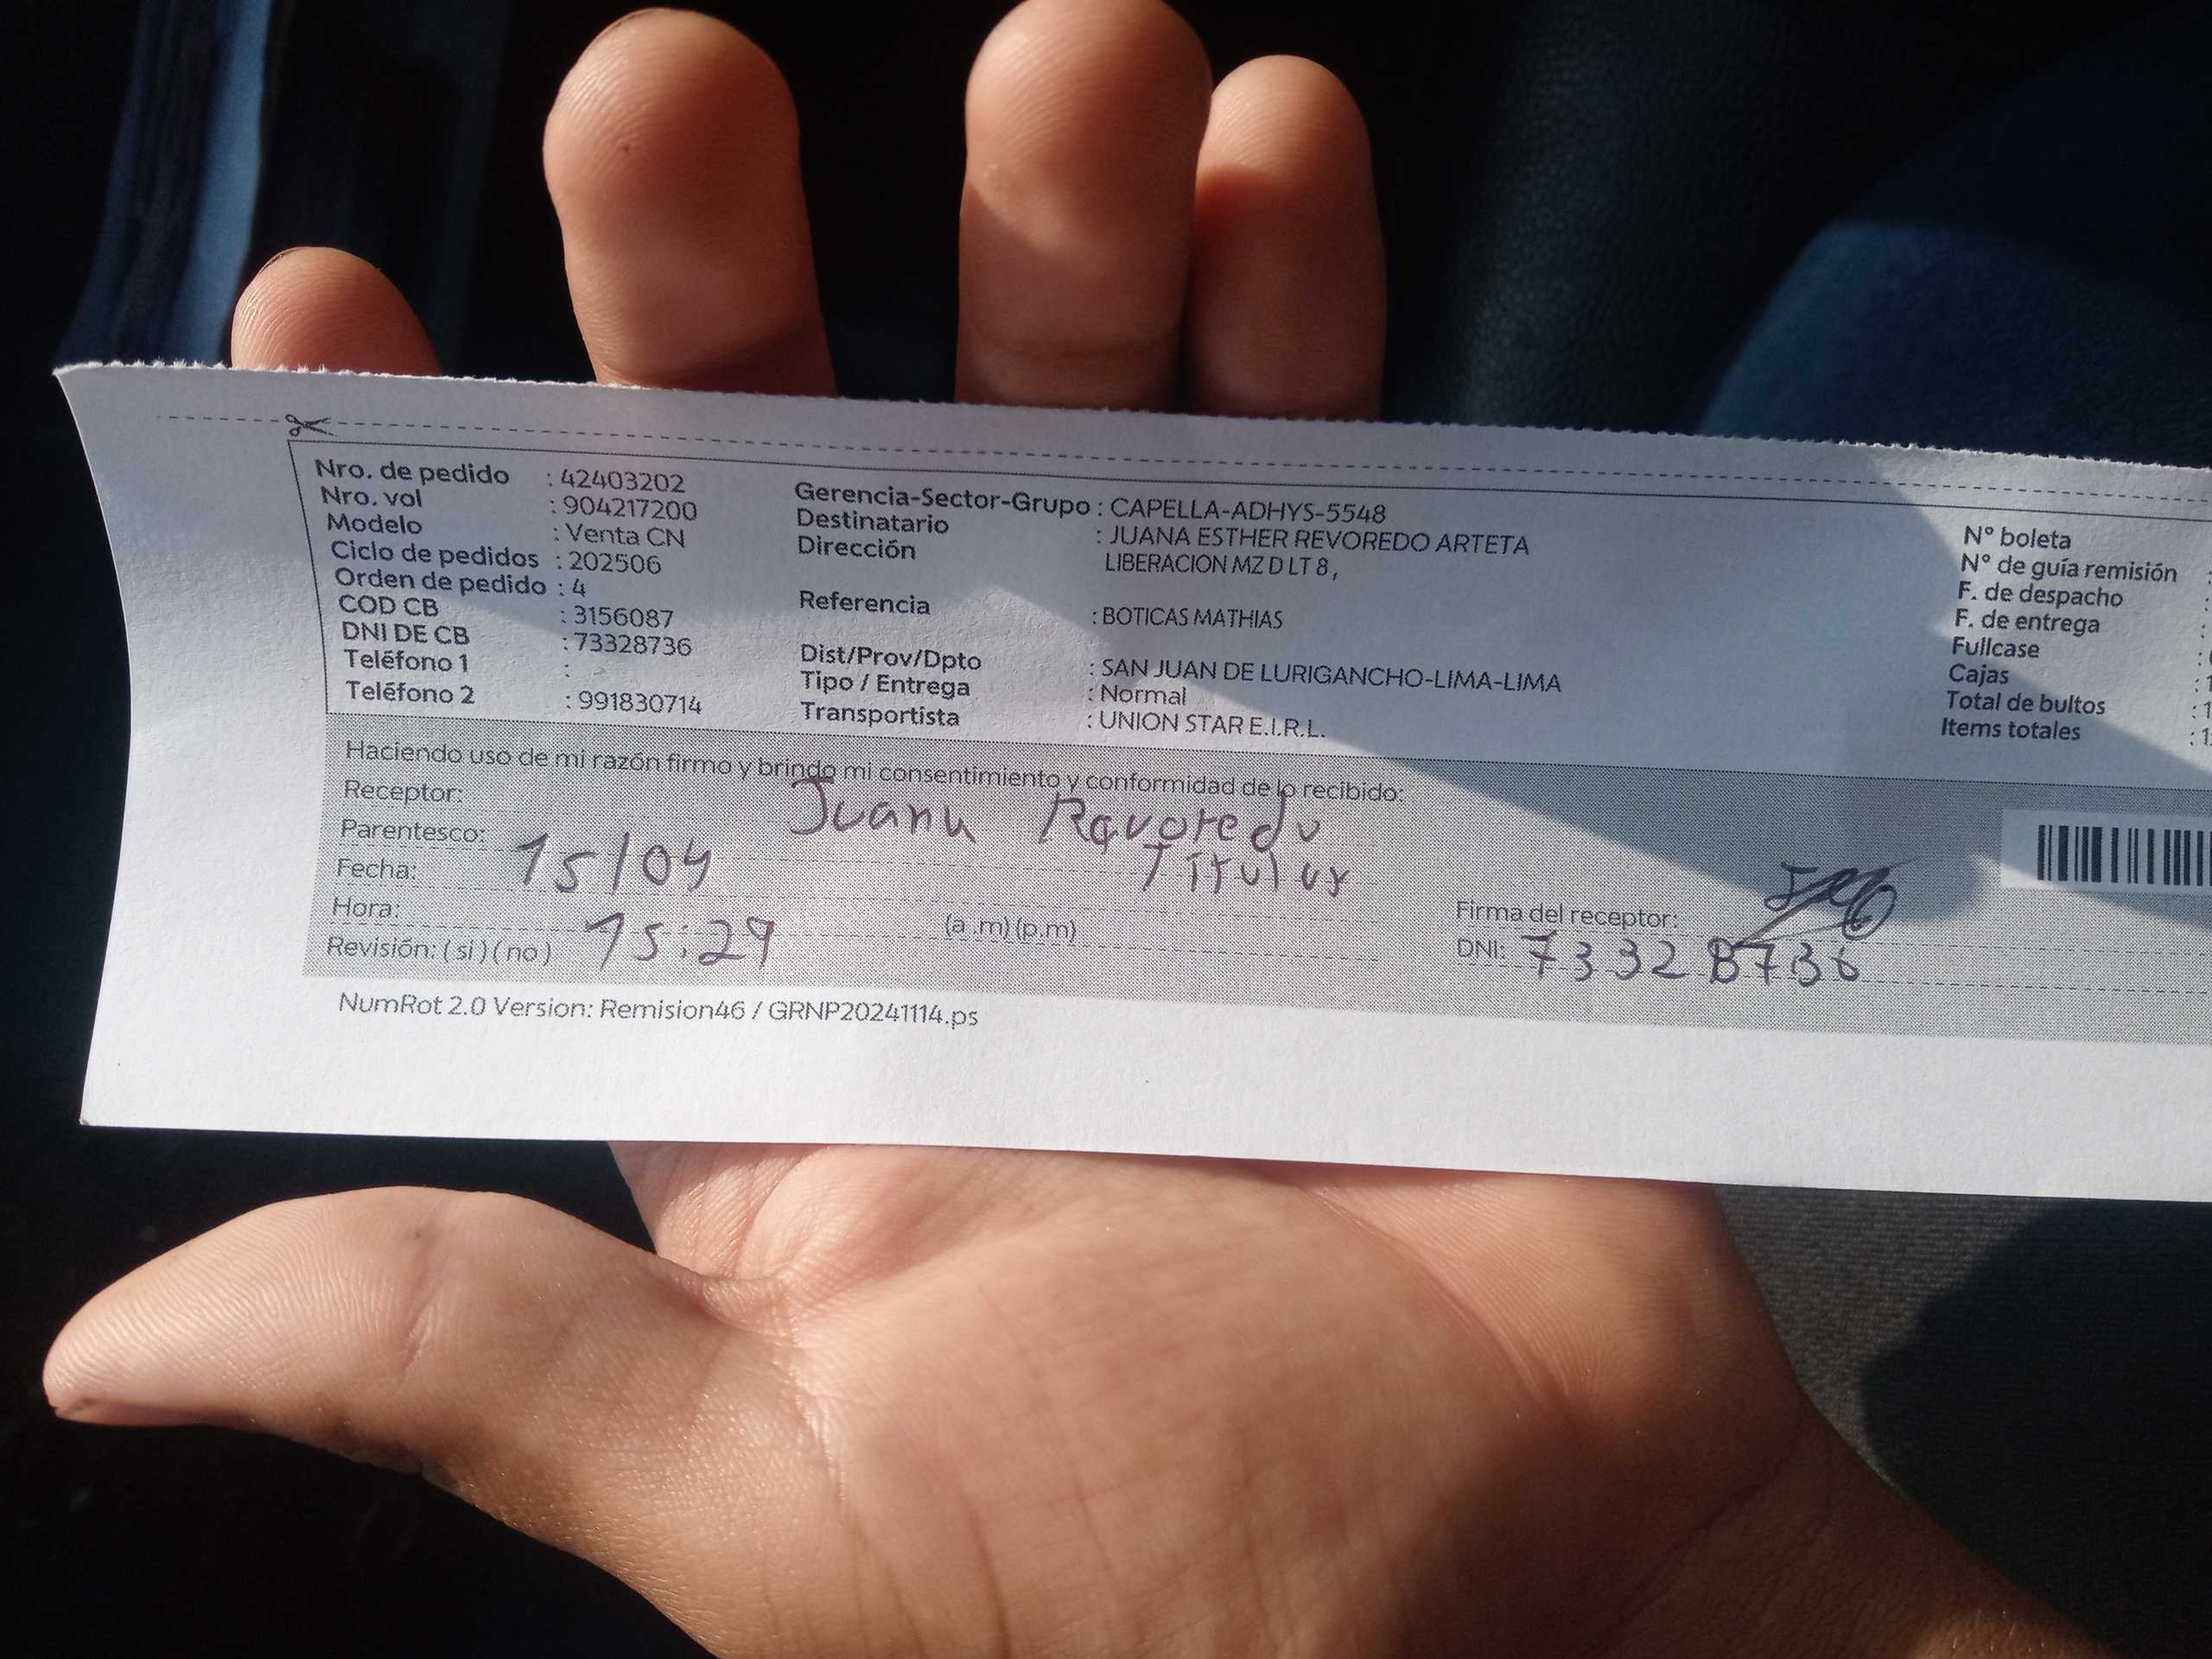 Nro. de pedido : 42403202
Nro. vol : 904217200
Modelo : Venta CN
Ciclo de pedidos : 202506
Orden de pedido : 4
COD CB : 3156087
DNI DE CB : 73328736
Teléfono 1 :
Teléfono 2 : 991830714
Gerencia-Sector-Grupo : CAPELLA-ADHYS-5548
Destinatario : JUANA ESTHER REVOREDO ARTETA
Dirección LIBERACION MZ D LT 8 ,
Referencia : BOTICAS MATHIAS
Dist/Prov/Dpto : SAN JUAN DE LURIGANCHO-LIMA-LIMA
Tipo / Entrega : Normal
Transportista : UNION STAR E.I.R.L.
N° boleta
N° de guía remisión :
F. de despacho :
F. de entrega :
Fullcase :
Cajas : 1
Total de bultos : 1
Items totales : 1
Haciendo uso de mi razón firmo y brindo mi consentimiento y conformidad de lo recibido:
Receptor: Juana Revoredo
Parentesco: Titular
Fecha: 15/04
Hora: 15:29 (a .m) (p.m)
Revisión: ( si ) ( no )
Firma del receptor:
DNI: 73328736
NumRot 2.0 Version: Remision46 / GRNP20241114.ps